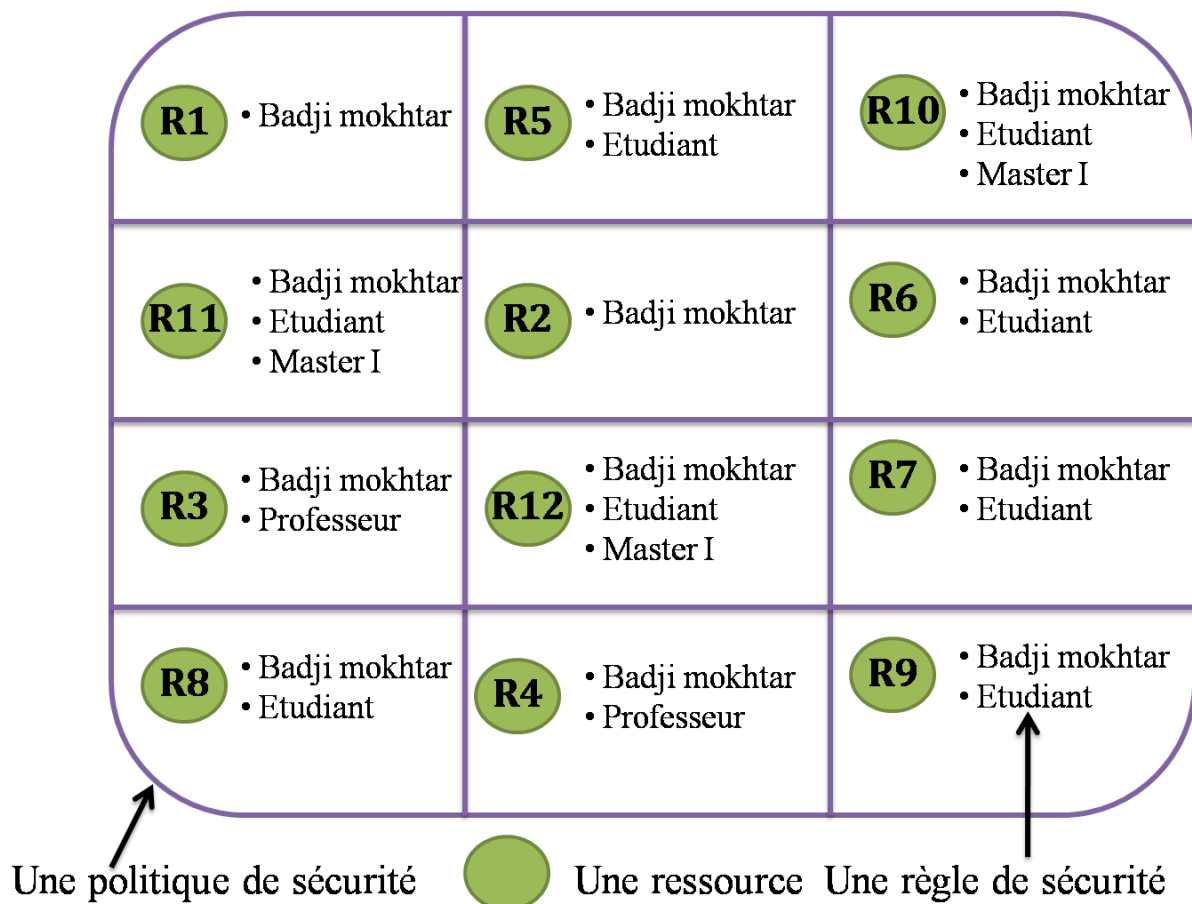 R1
• Badji mokhtar
R5
• Badji mokhtar
• Etudiant
R10
• Badji mokhtar
• Etudiant
• Master I
R11
• Badji mokhtar
• Etudiant
• Master I
R2
• Badji mokhtar
R6
• Badji mokhtar
• Etudiant
R3
• Badji mokhtar
• Professeur
R12
• Badji mokhtar
• Etudiant
• Master I
R7
• Badji mokhtar
• Etudiant
R8
• Badji mokhtar
• Etudiant
R4
• Badji mokhtar
• Professeur
R9
• Badji mokhtar
• Etudiant
Une politique de sécurité
Une ressource
Une règle de sécurité